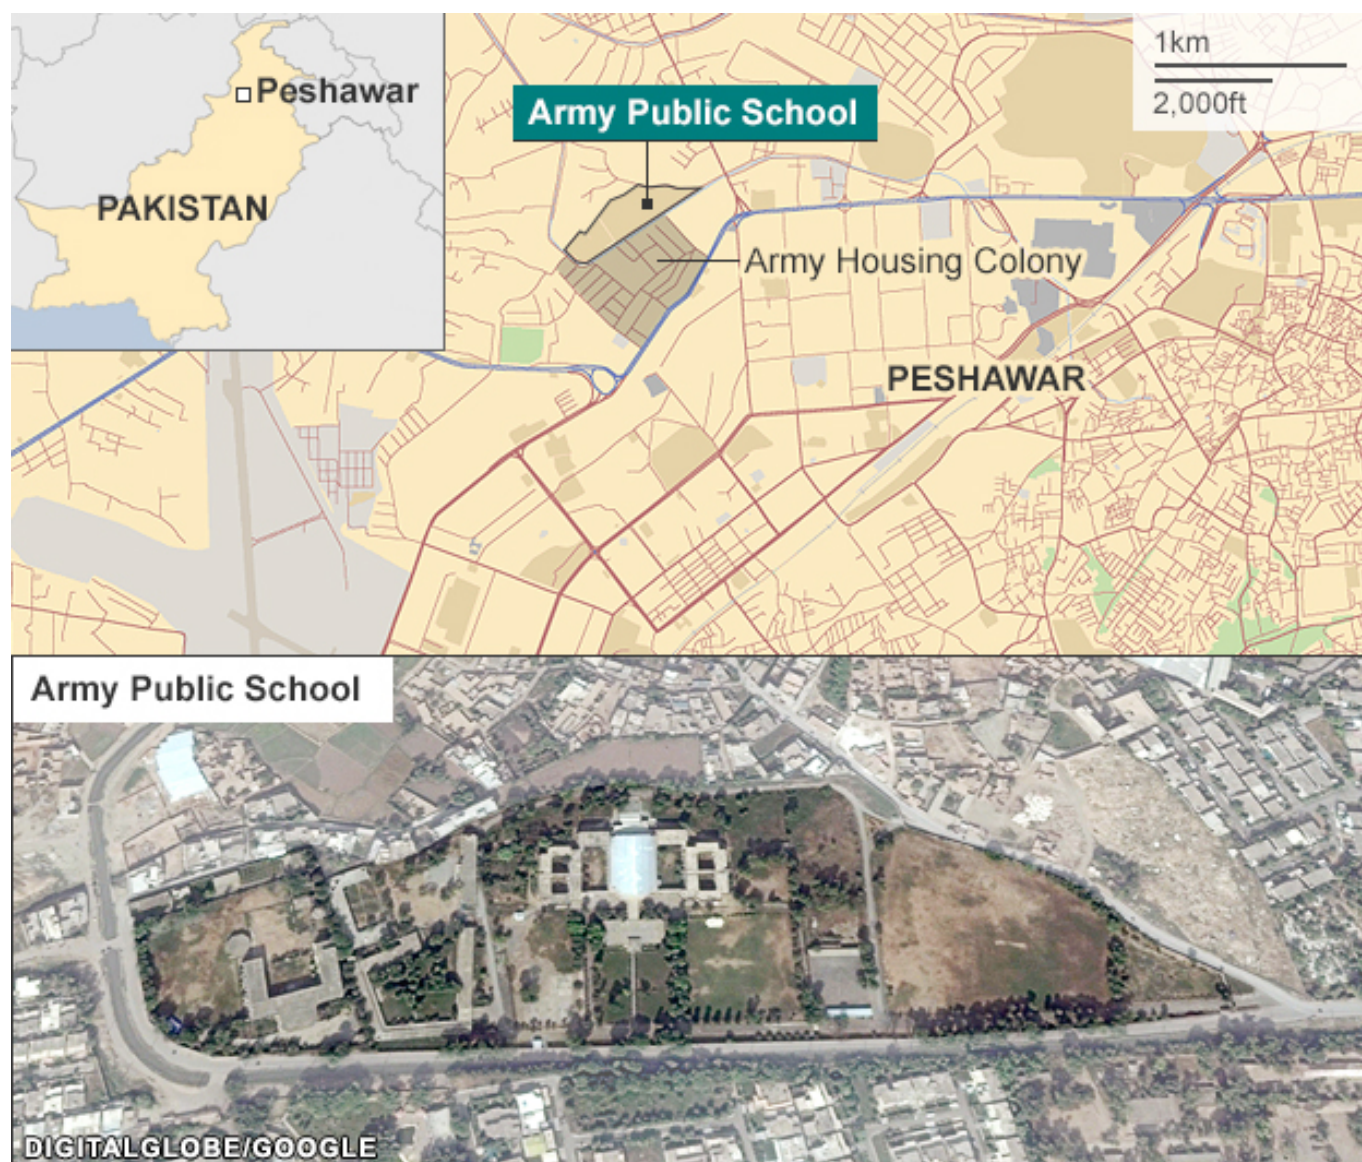 Peshawar
PAKISTAN
Army Public School
1km
2,000ft
Army Housing Colony
PESHAWAR
Army Public School
DIGITALGLOBE/GOOGLE